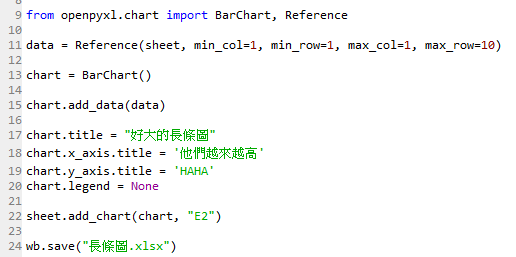 9 from openpyxl.chart import BarChart, Reference
10
11 data = Reference(sheet, min_col=1, min_row=1, max_col=1, max_row=10)
12
13 chart = BarChart()
14
15 chart.add_data(data)
16
17 chart.title = "好大的長條圖"
18 chart.x_axis.title = '他們越來越高'
19 chart.y_axis.title = 'HAHA'
20 chart.legend = None
21
22 sheet.add_chart(chart, "E2")
23
24 wb.save("長條圖.xlsx")